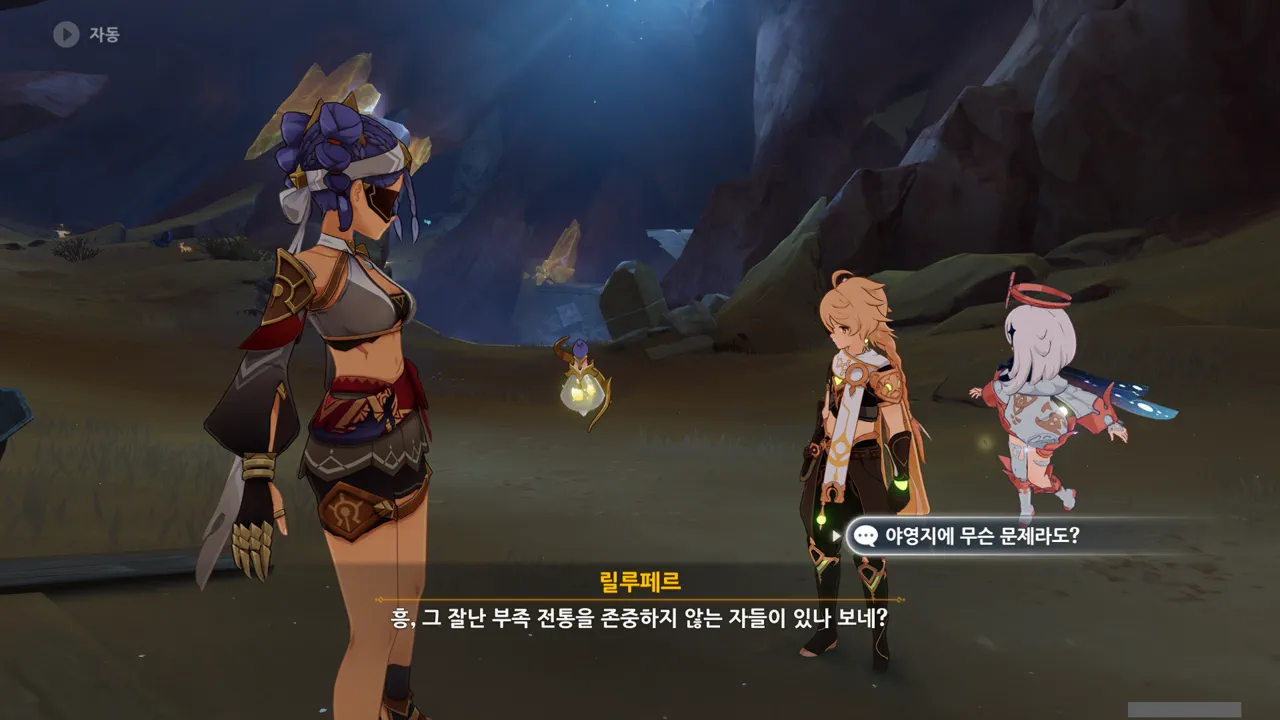 자동
야영지에 무슨 문제라도?
릴루페르
흥, 그 잘난 부족 전통을 존중하지 않는 자들이 있나 보네?